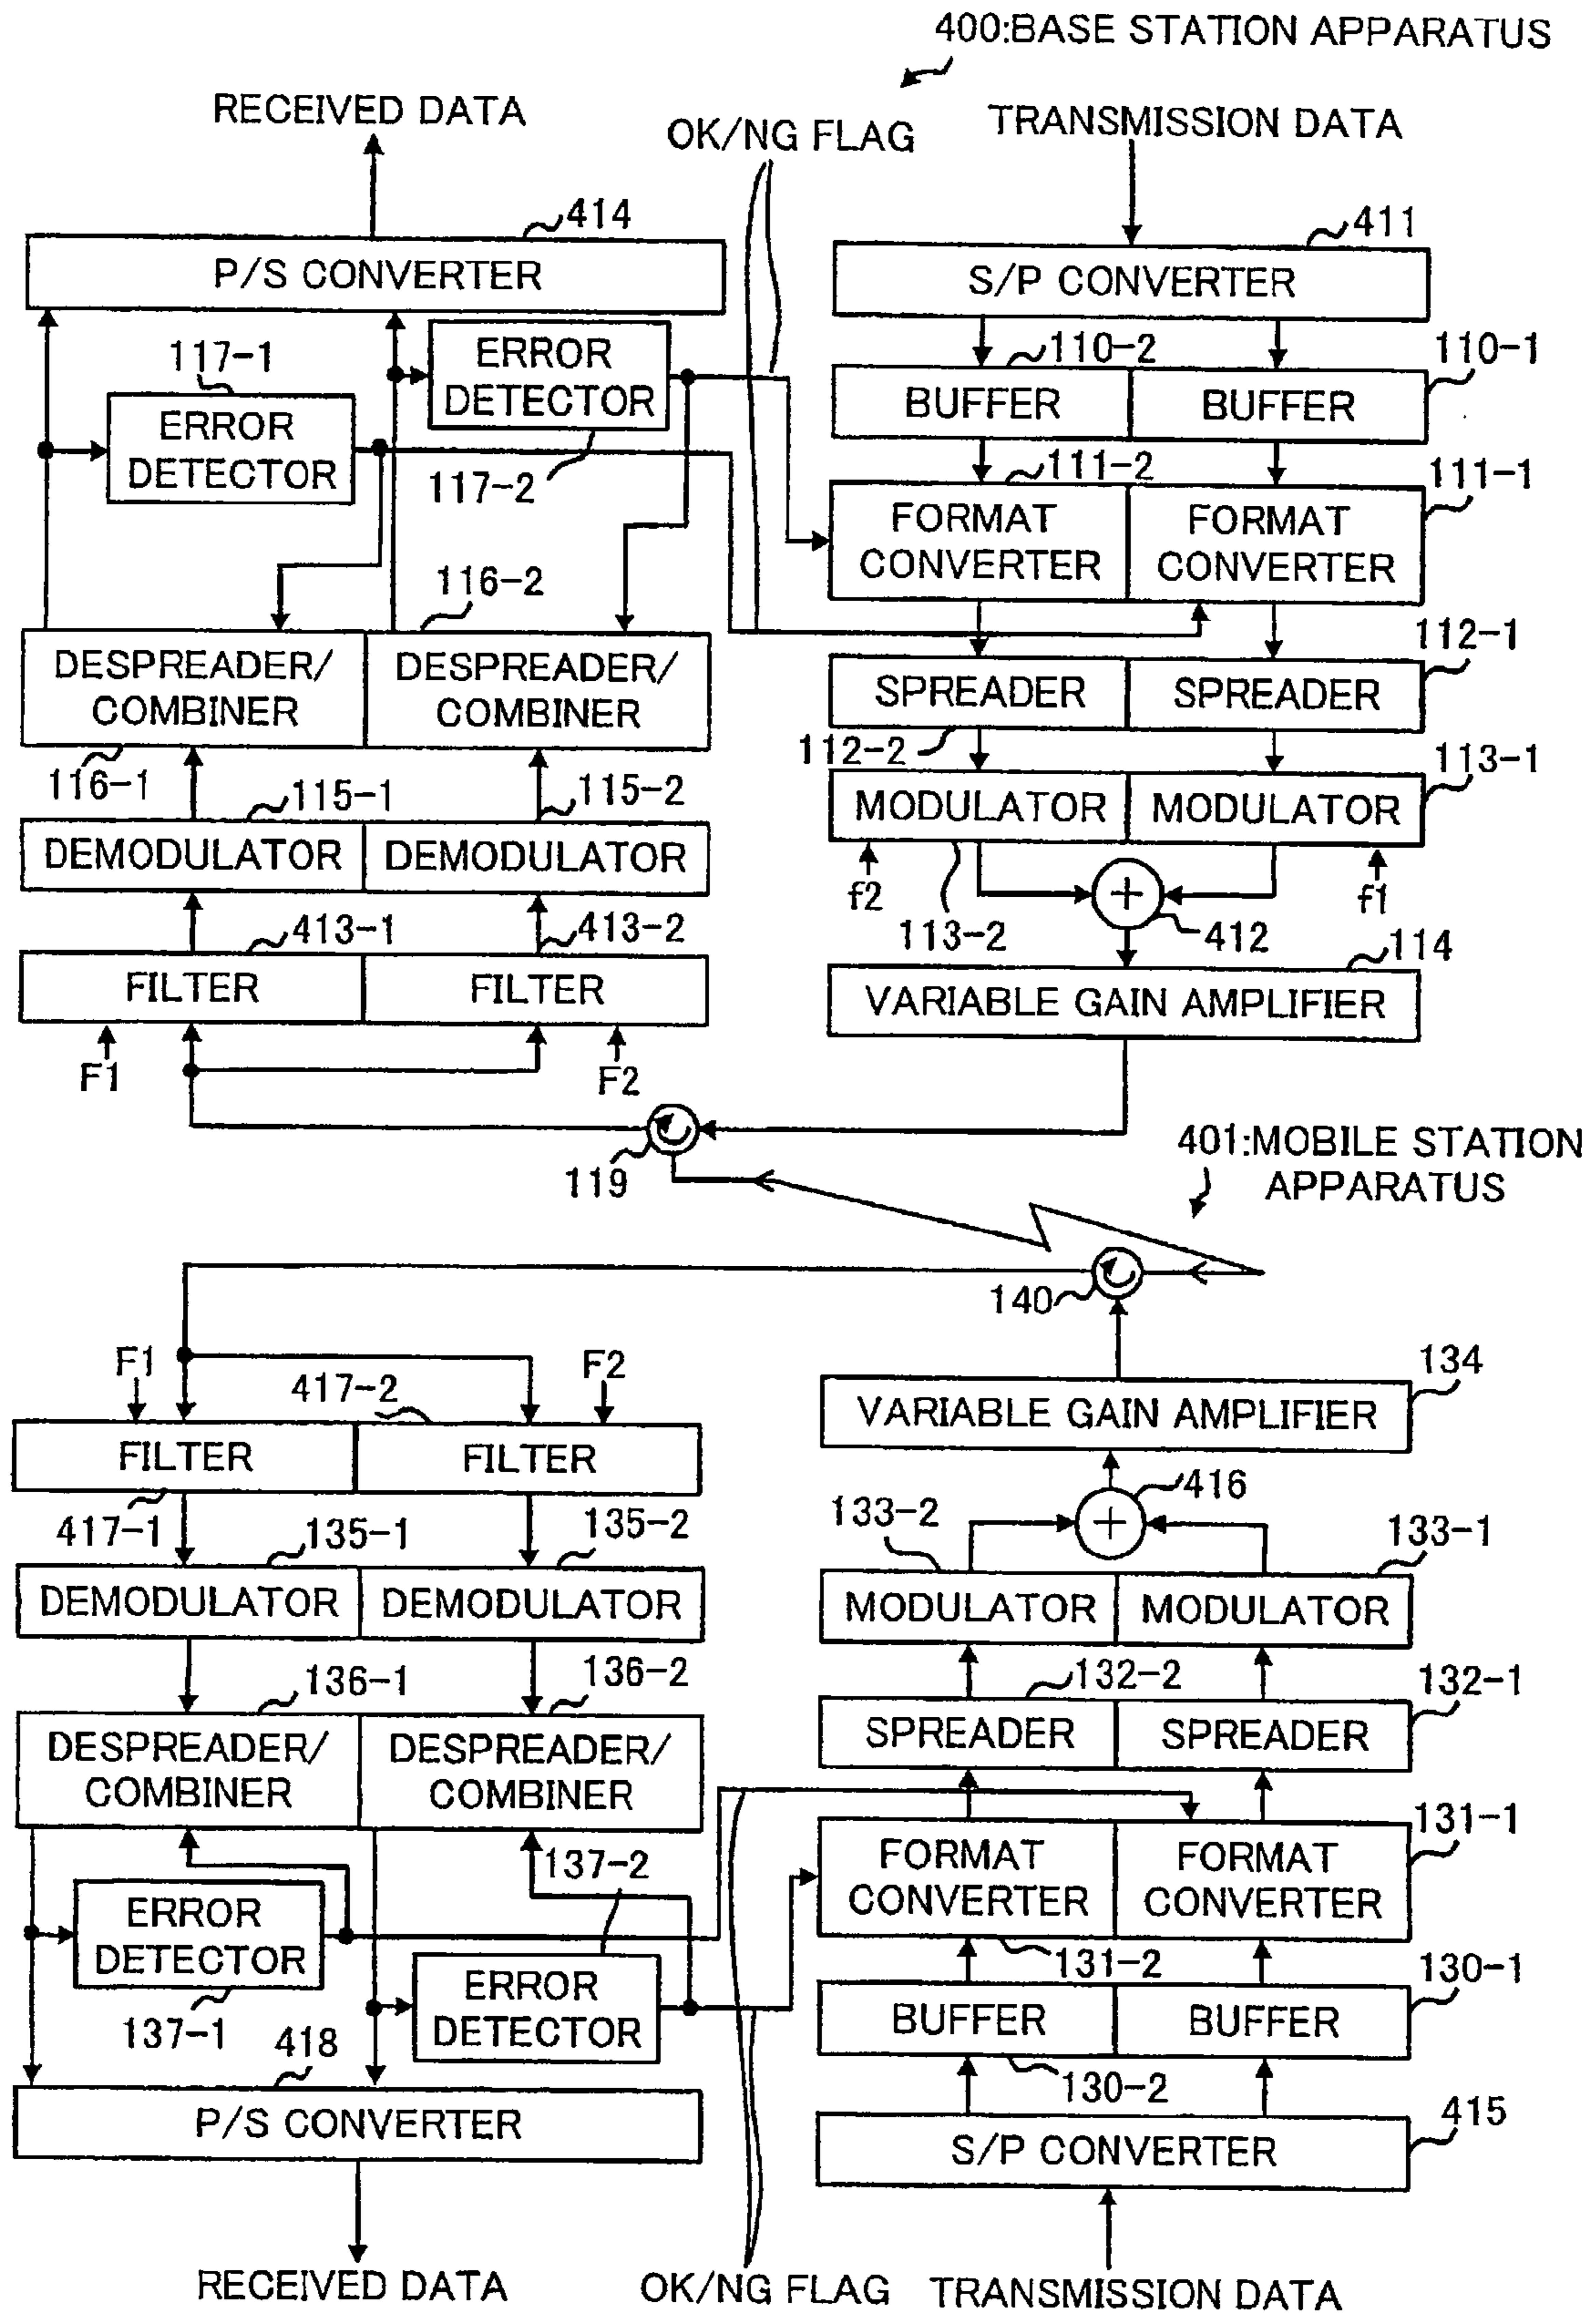 400:BASE STATION APPARATUS
RECEIVED DATA
OK/NG FLAG
TRANSMISSION DATA
414
411
P/S CONVERTER
S/P CONVERTER
117-1
ERROR
DETECTOR
117-2
ERROR
DETECTOR
110-2
110-1
BUFFER
BUFFER
111-2
111-1
FORMAT
CONVERTER
FORMAT
CONVERTER
116-2
DESPREADER/
COMBINER
DESPREADER/
COMBINER
116-1
112-1
SPREADER
SPREADER
112-2
113-1
115-1
115-2
DEMODULATOR
DEMODULATOR
MODULATOR
MODULATOR
f2
f1
113-2
+
412
413-1
413-2
FILTER
FILTER
114
VARIABLE GAIN AMPLIFIER
F1
F2
119
401:MOBILE STATION
APPARATUS
140
F1
F2
417-2
134
VARIABLE GAIN AMPLIFIER
FILTER
FILTER
417-1
416
+
133-2
133-1
135-1
135-2
DEMODULATOR
DEMODULATOR
MODULATOR
MODULATOR
136-1
136-2
132-2
132-1
DESPREADER/
COMBINER
DESPREADER/
COMBINER
SPREADER
SPREADER
131-1
FORMAT
CONVERTER
FORMAT
CONVERTER
131-2
137-2
ERROR
DETECTOR
137-1
ERROR
DETECTOR
130-1
BUFFER
BUFFER
130-2
418
P/S CONVERTER
415
S/P CONVERTER
RECEIVED DATA
OK/NG FLAG
TRANSMISSION DATA